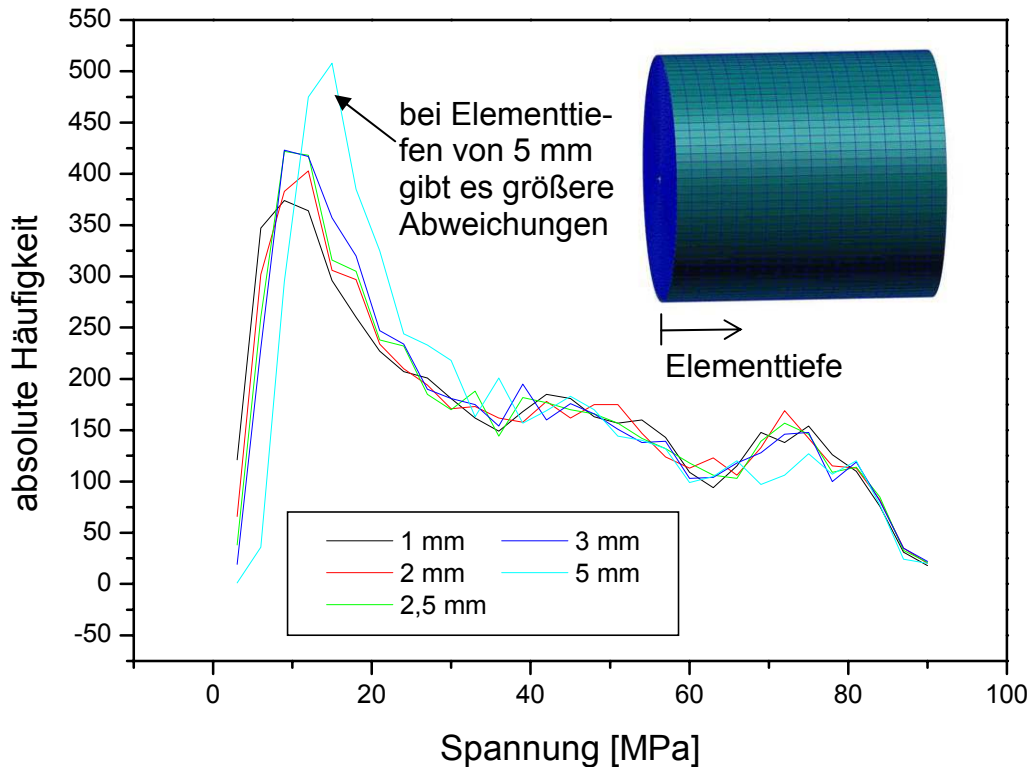 550
500
450
400
350
300
250
200
150
100
50
0
-50
absolute Häufigkeit
bei Elementtie-
fen von 5 mm
gibt es größere
Abweichungen
Elementtiefe
1 mm
3 mm
2 mm
5 mm
2,5 mm
0
20
40
60
80
100
Spannung [MPa]